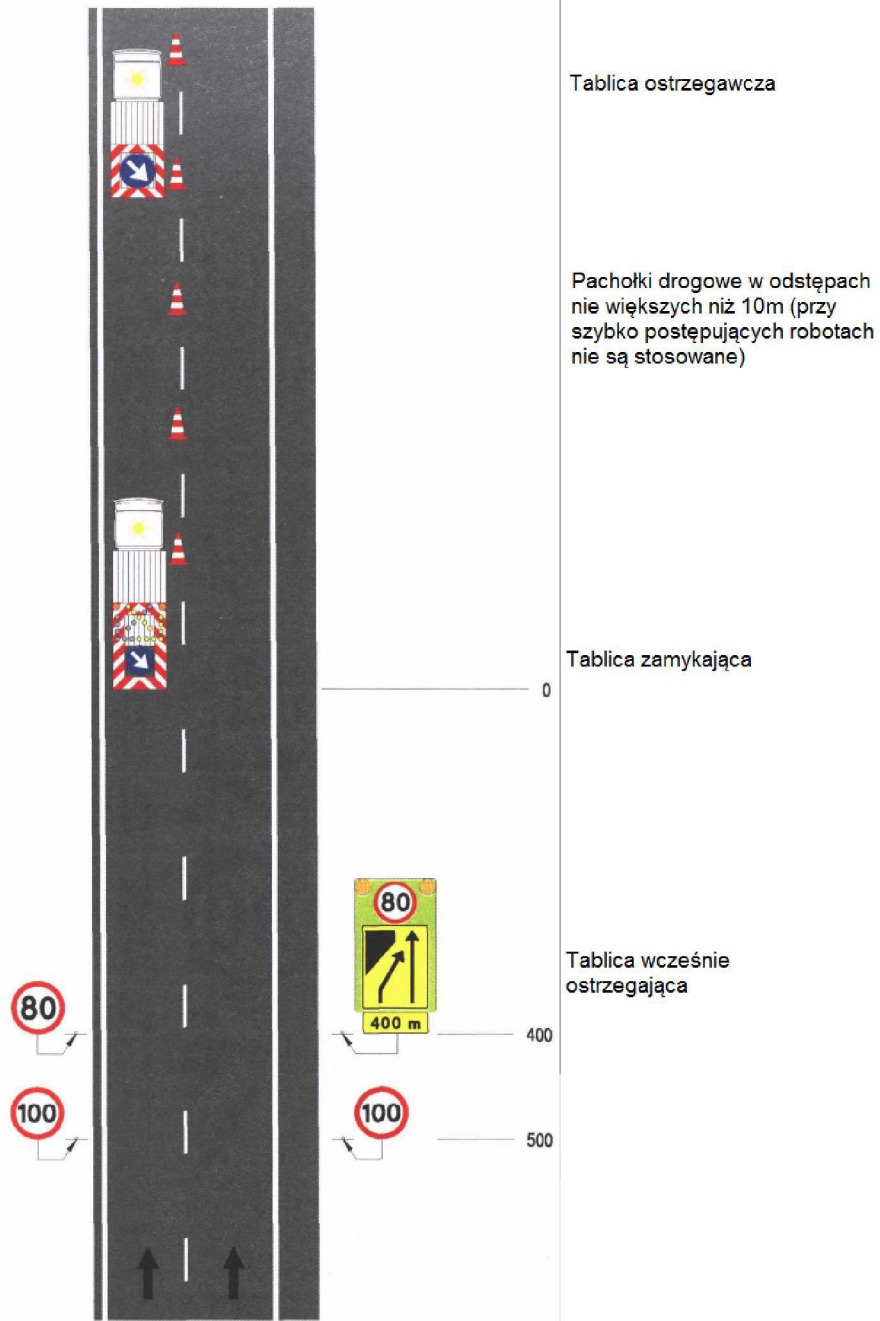 Tablica ostrzegawcza
Pachołki drogowe w odstępach
nie większych niż 10m (przy
szybko postępujących robotach
nie są stosowane)
Tablica zamykająca
0
80
Tablica wcześnie
ostrzegająca
80
400 m
400
100
100
500